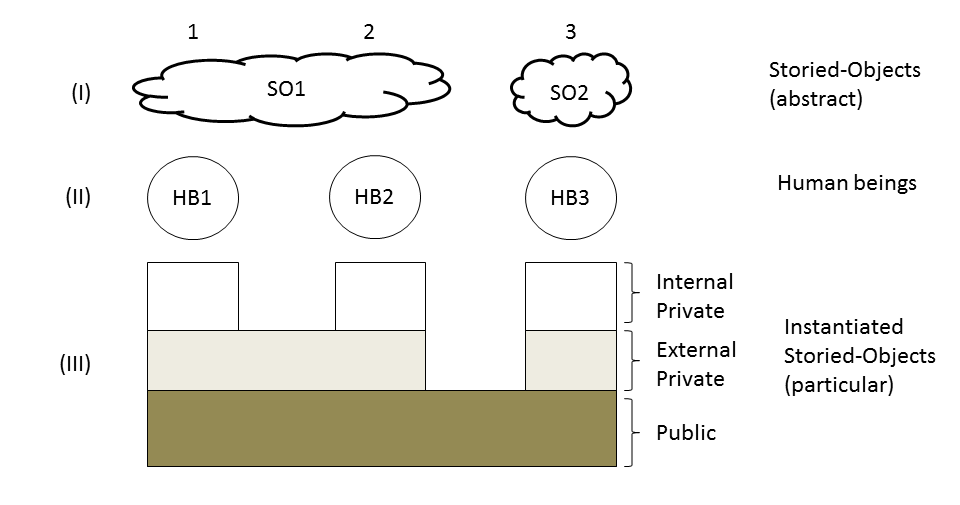 1 2 3
(I) SO1 SO2 Storied-Objects
(abstract)
(II) HB1 HB2 HB3 Human beings
Internal
Private
(III) External
Private
Instantiated
Storied-Objects
(particular)
Public